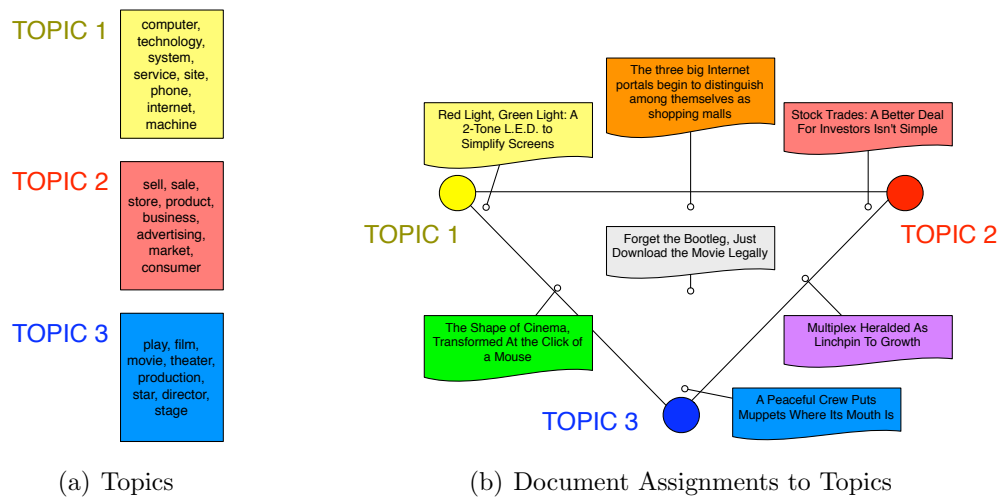 TOPIC 1
computer,
technology,
system,
service, site,
phone,
internet,
machine
TOPIC 2
sell, sale,
store, product,
business,
advertising,
market,
consumer
TOPIC 3
play, film,
movie, theater,
production,
star, director,
stage
(a) Topics
The three big Internet
portals begin to distinguish
among themselves as
shopping malls
Red Light, Green Light: A
2-Tone L.E.D. to
Simplify Screens
Stock Trades: A Better Deal
For Investors Isn't Simple
TOPIC 1
TOPIC 2
Forget the Bootleg, Just
Download the Movie Legally
The Shape of Cinema,
Transformed At the Click of
a Mouse
Multiplex Heralded As
Linchpin To Growth
TOPIC 3
A Peaceful Crew Puts
Muppets Where Its Mouth Is
(b) Document Assignments to Topics